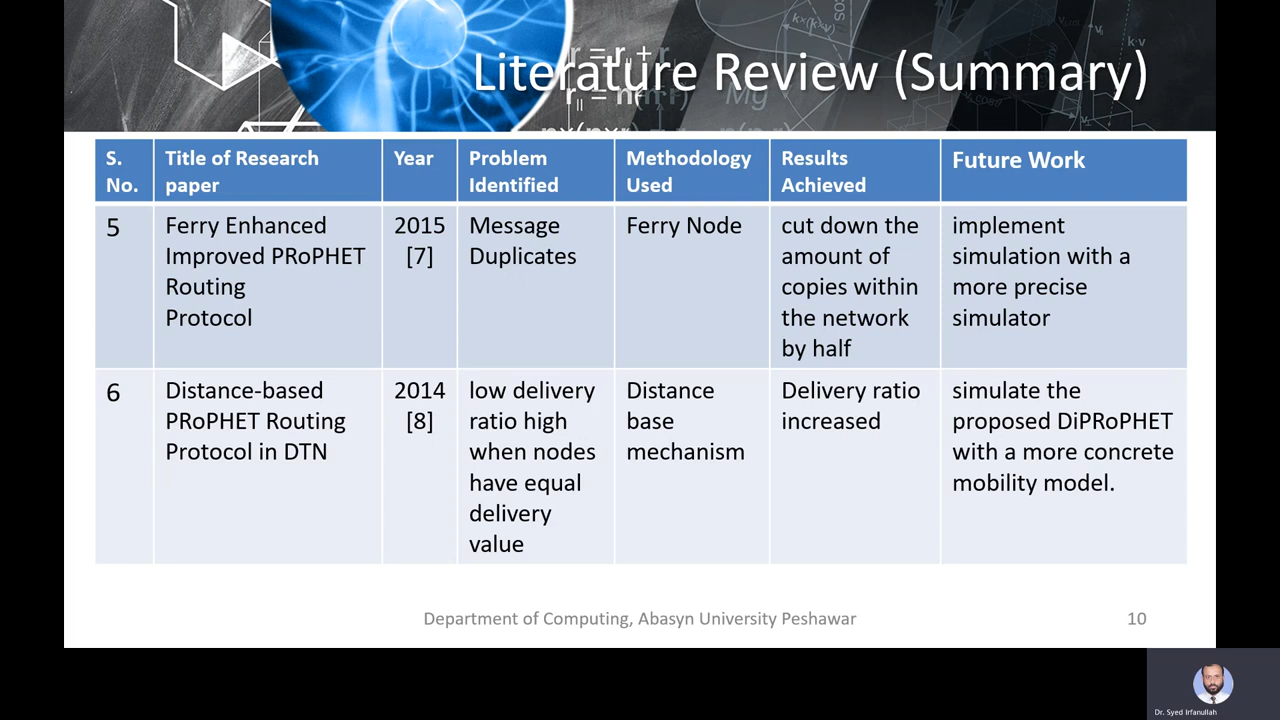 Literature Review (Summary)
S.
No.
Title of Research
paper
Year
Problem
Identified
Methodology
Used
Results
Achieved
Future Work
5
Ferry Enhanced
Improved PRoPHET
Routing
Protocol
2015
[7]
Message
Duplicates
Ferry Node
cut down the
amount of
copies within
the network
by half
implement
simulation with a
more precise
simulator
6
Distance-based
PRoPHET Routing
Protocol in DTN
2014
[8]
low delivery
ratio high
when nodes
have equal
delivery
value
Distance
base
mechanism
Delivery ratio
increased
simulate the
proposed DiPRoPHET
with a more concrete
mobility model.
Department of Computing, Abasyn University Peshawar
10
Dr. Syed Irfanullah